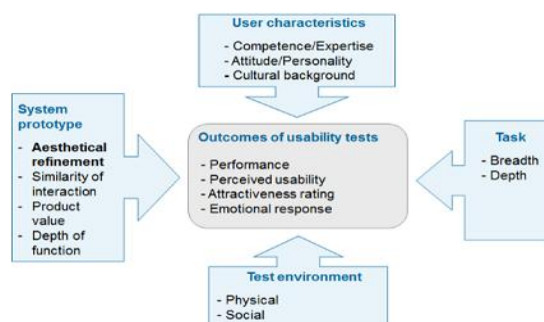 User characteristics
- Competence/Expertise
- Attitude/Personality
- Cultural background
System
prototype
- Aesthetical
refinement
- Similarity of
interaction
- Product
value
- Depth of
function
Outcomes of usability tests
- Performance
- Perceived usability
- Attractiveness rating
- Emotional response
Task
- Breadth
- Depth
Test environment
- Physical
- Social